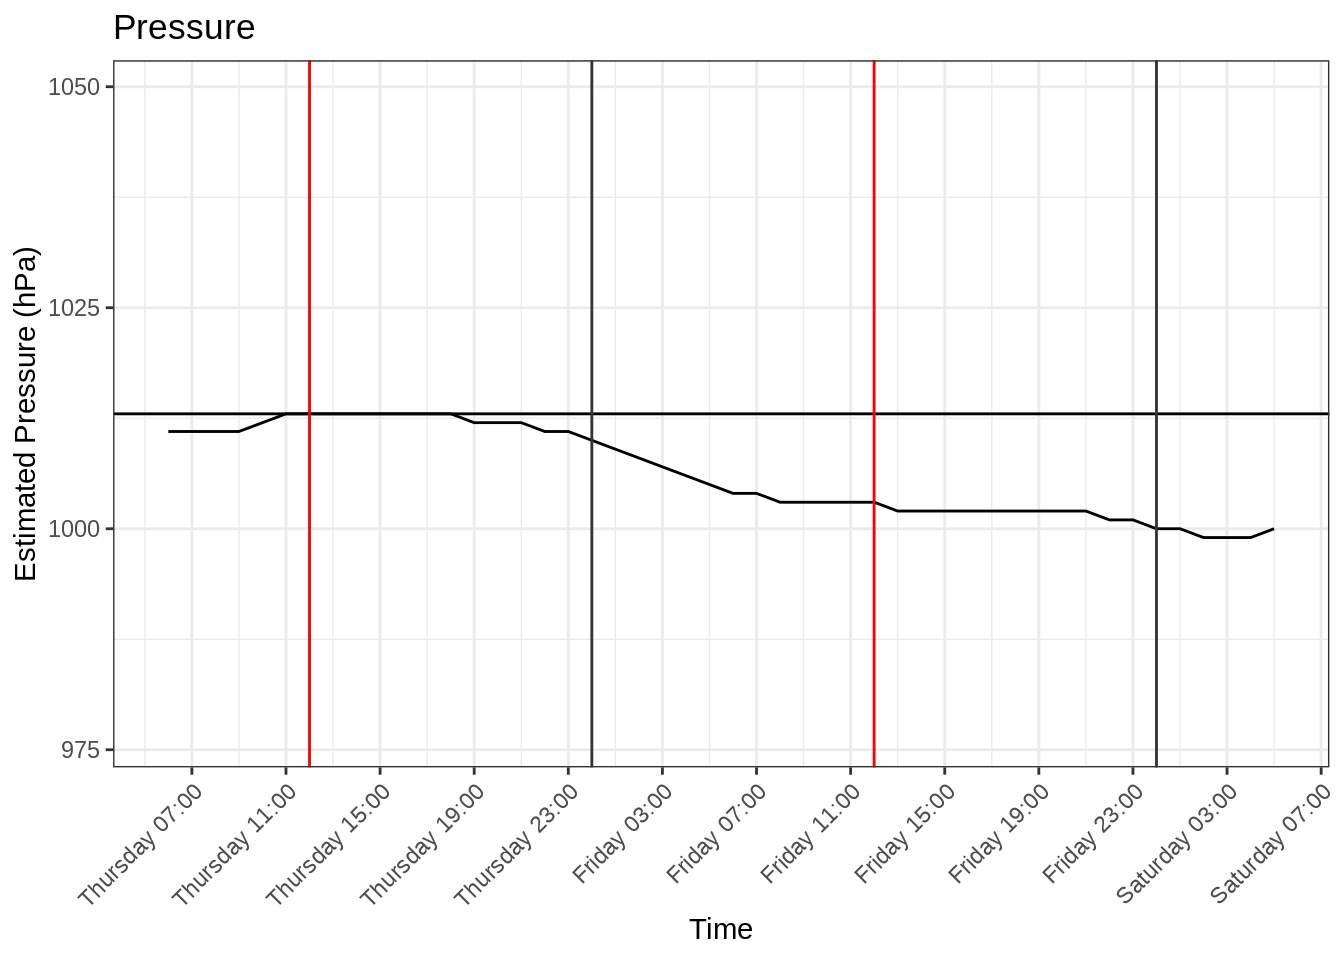 Pressure
Estimated Pressure (hPa)
1050
1025
1000
975
Thursday 07:00
Thursday 11:00
Thursday 15:00
Thursday 19:00
Thursday 23:00
Friday 03:00
Friday 07:00
Friday 11:00
Friday 15:00
Friday 19:00
Friday 23:00
Saturday 03:00
Saturday 07:00
Time